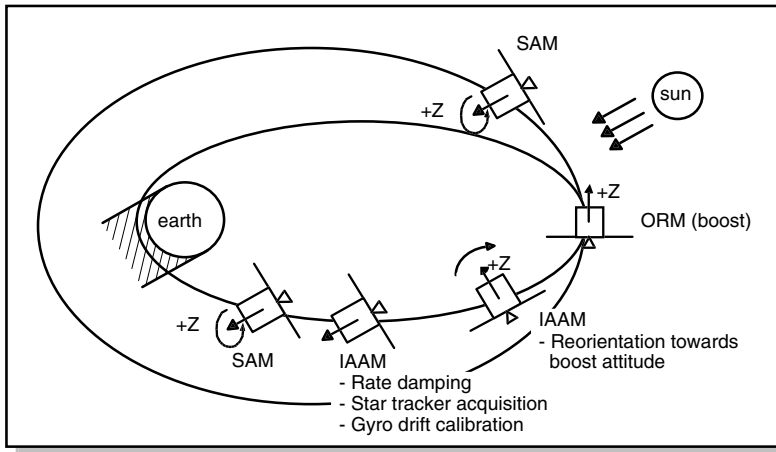 SAM
+Z
sun
+Z
earth
ORM (boost)
+Z
+Z
SAM
IAAM
- Rate damping
- Star tracker acquisition
- Gyro drift calibration
IAAM
- Reorientation towards
boost attitude